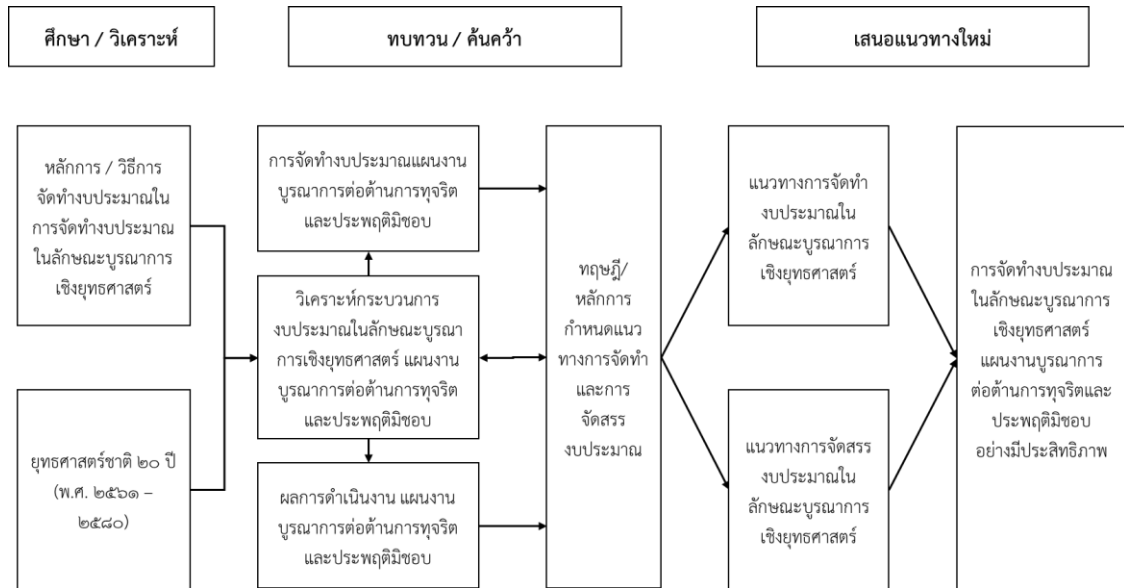 ศึกษา / วิเคราะห์
ทบทวน / ค้นคว้า
เสนอแนวทางใหม่
หลักการ / วิธีการ
จัดทำงบประมาณใน
การจัดทำงบประมาณ
ในลักษณะบูรณาการ
เชิงยุทธศาสตร์
ยุทธศาสตร์ชาติ ๒๐ ปี
(พ.ศ. ๒๕๖๑ –
๒๕๘๐)
การจัดทำงบประมาณแผนงาน
บูรณาการต่อต้านการทุจริต
และประพฤติมิชอบ
วิเคราะห์กระบวนการ
งบประมาณในลักษณะบูรณา
การเชิงยุทธศาสตร์ แผนงาน
บูรณาการต่อต้านการทุจริต
และประพฤติมิชอบ
ผลการดำเนินงาน แผนงาน
บูรณาการต่อต้านการทุจริต
และประพฤติมิชอบ
ทฤษฎี/
หลักการ
กำหนดแนว
ทางการจัดทำ
และการ
จัดสรร
งบประมาณ
แนวทางการจัดทำ
งบประมาณใน
ลักษณะบูรณาการ
เชิงยุทธศาสตร์
แนวทางการจัดสรร
งบประมาณใน
ลักษณะบูรณาการ
เชิงยุทธศาสตร์
การจัดทำงบประมาณ
ในลักษณะบูรณาการ
เชิงยุทธศาสตร์
แผนงานบูรณาการ
ต่อต้านการทุจริตและ
ประพฤติมิชอบ
อย่างมีประสิทธิภาพ